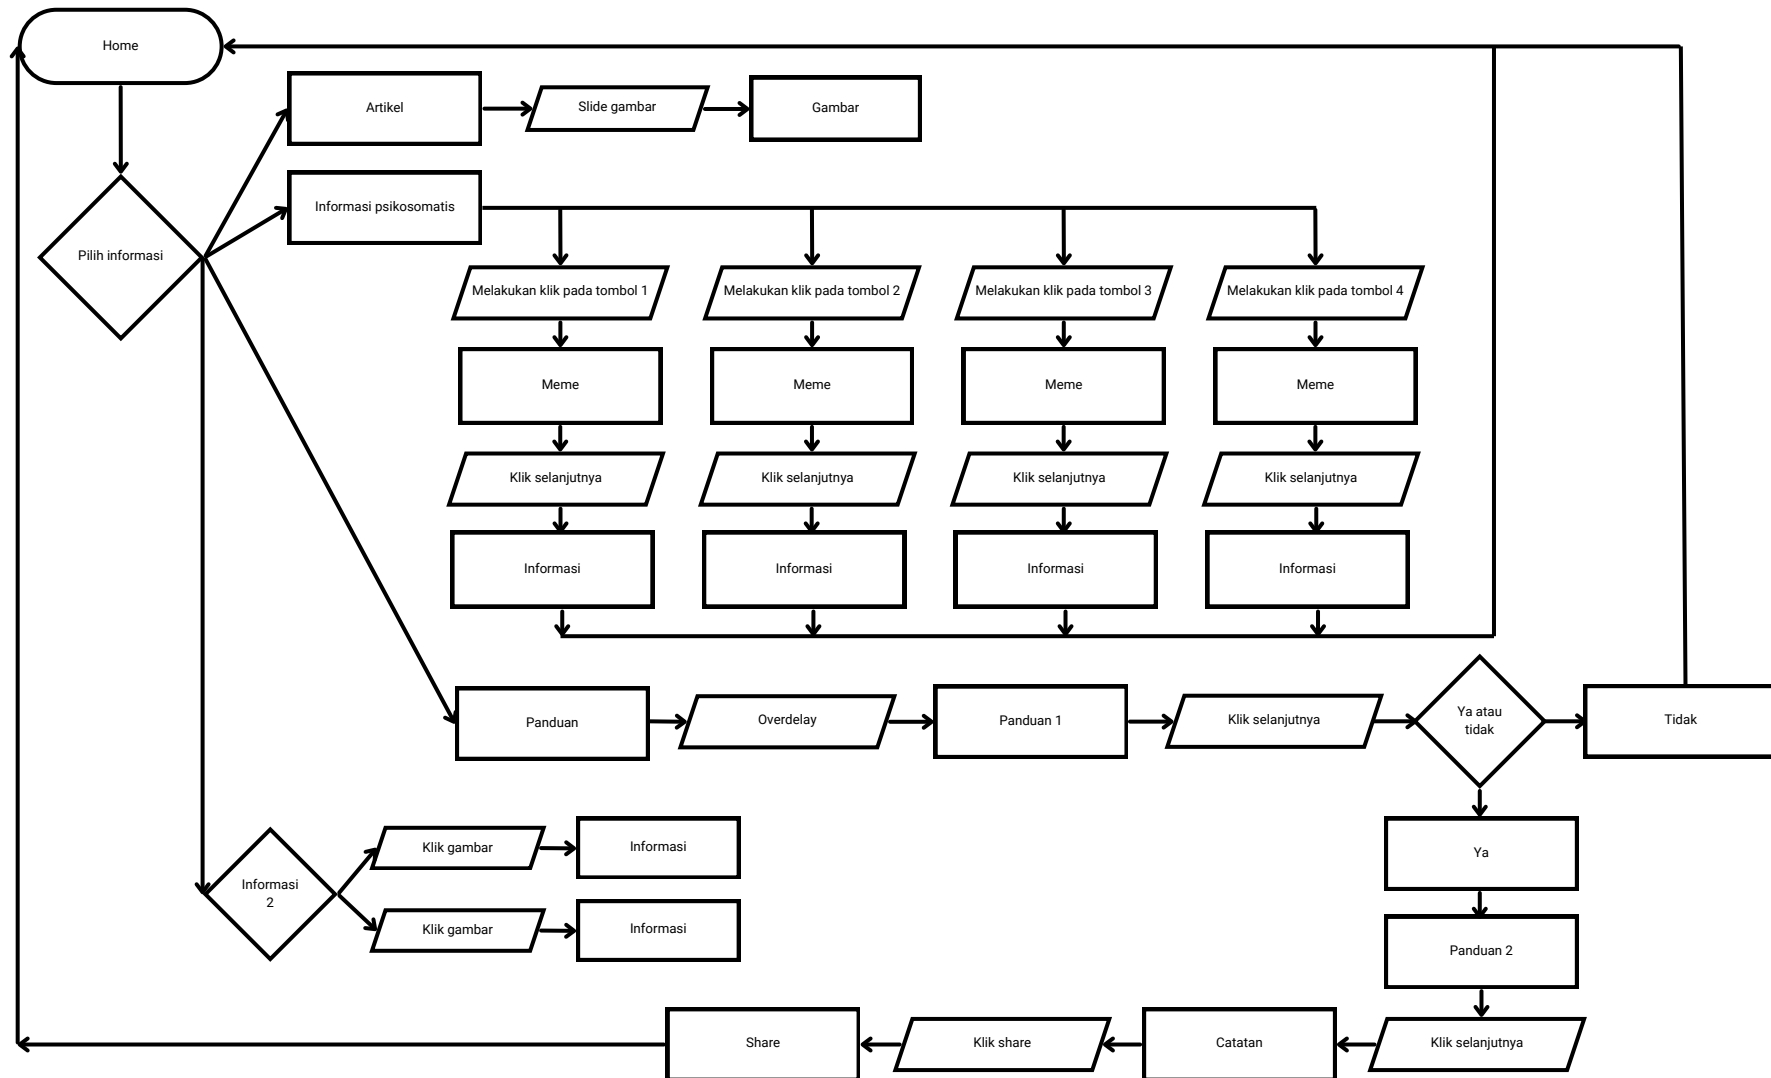 Home
Artikel
Slide gambar
Gambar
Informasi psikosomatis
Pilih informasi
Melakukan klik pada tombol 1
Melakukan klik pada tombol 2
Melakukan klik pada tombol 3
Melakukan klik pada tombol 4
Meme
Meme
Meme
Meme
Klik selanjutnya
Klik selanjutnya
Klik selanjutnya
Klik selanjutnya
Informasi
Informasi
Informasi
Informasi
Panduan
Overdelay
Panduan 1
Klik selanjutnya
Ya atau
tidak
Tidak
Klik gambar
Informasi
Ya
Informasi
2
Klik gambar
Informasi
Panduan 2
Share
Klik share
Catatan
Klik selanjutnya